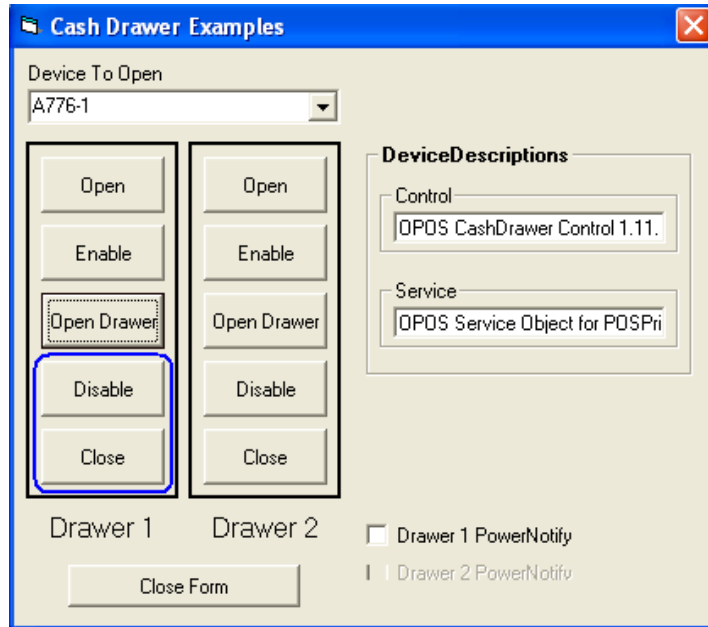 Cash Drawer Examples
Device To Open
A776-1
Open
Enable
Open Drawer
Disable
Close
Drawer 1
Open
Enable
Open Drawer
Disable
Close
Drawer 2
Close Form
DeviceDescriptions
Control
OPOS CashDrawer Control 1.11.
Service
OPOS Service Object for POSPri
Drawer 1 PowerNotify
Drawer 2 PowerNotify